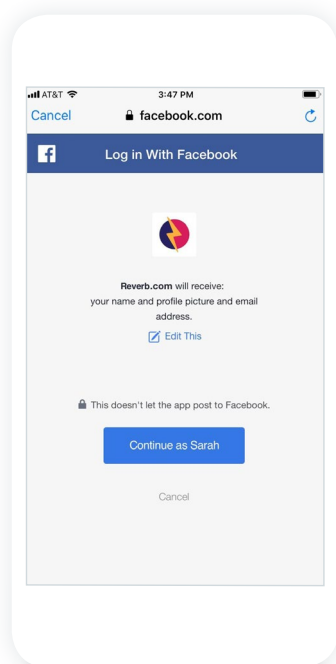 AT&T 3:47 PM
Cancel facebook.com
f Log in With Facebook
Reverb.com will receive:
your name and profile picture and email
address.
Edit This
This doesn't let the app post to Facebook.
Continue as Sarah
Cancel